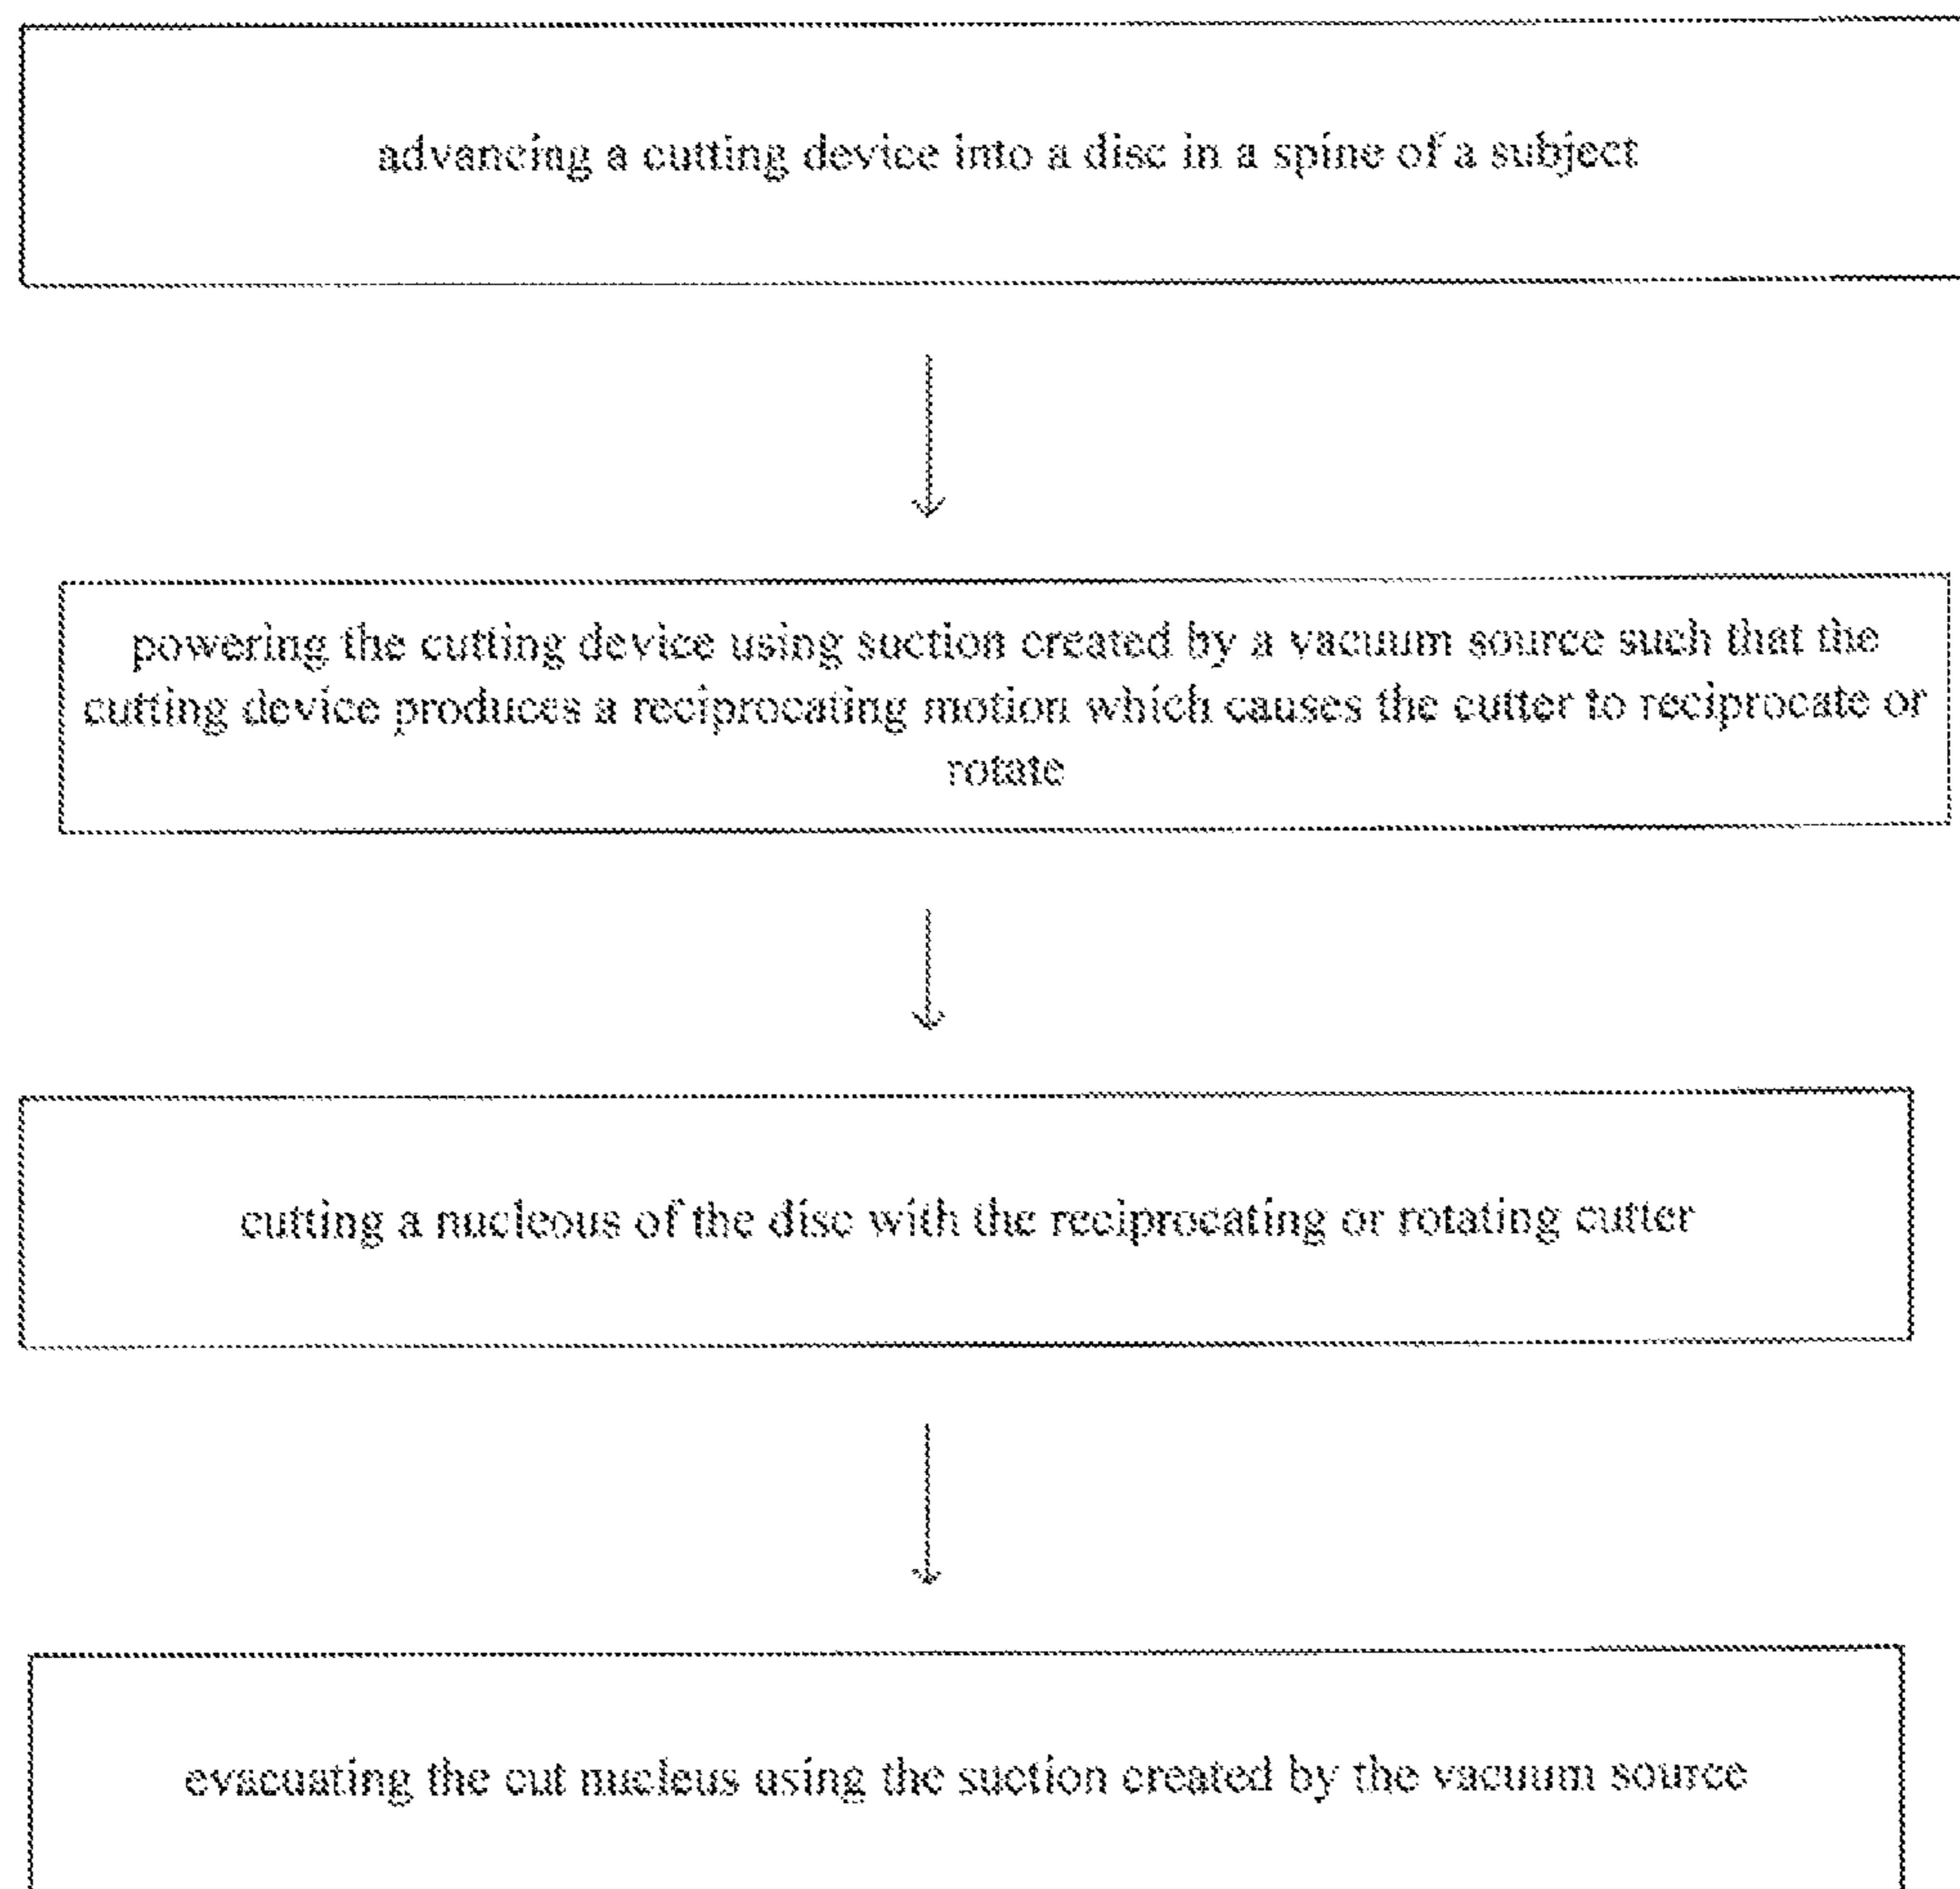 advancing a cutting device into a disc in a spine of a subject
powering the cutting device using suction created by a vacuum source such that the
cutting device produces a reciprocating motion which causes the cutter to reciprocate or
rotate
cutting a nucleous of the disc with the reciprocating or rotating cutter
evacuating the cut nucleus using the suction created by the vacuum source